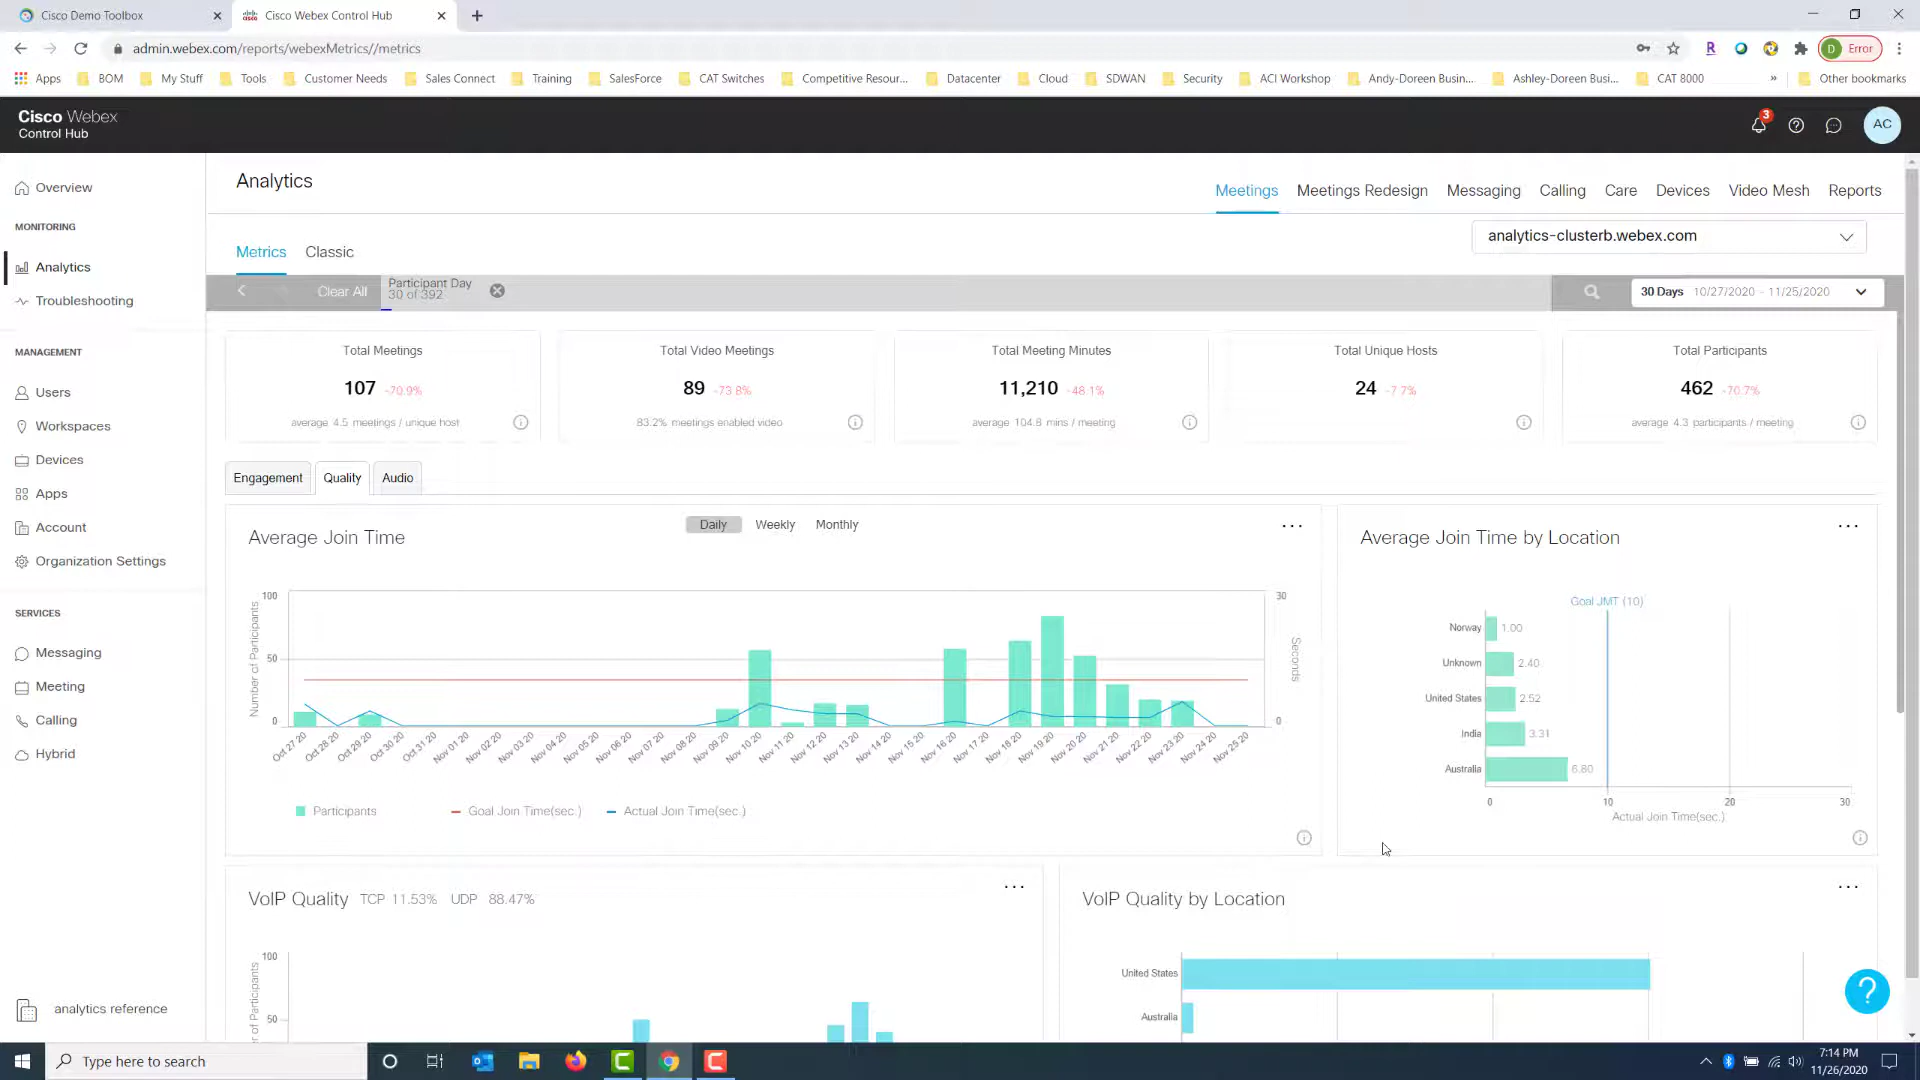 Cisco Demo Toolbox
Cisco Webex Control Hub
admin.webex.com/reports/webexMetrics//metrics
R
D Error
Apps BOM My Stuff Tools Customer Needs Sales Connect Training SalesForce CAT Switches Competitive Resour... Datacenter Cloud SDWAN Security ACI Workshop Andy-Doreen Busin... Ashley-Doreen Busi... CAT 8000 » Other bookmarks
Cisco Webex
Control Hub
3
AC
Overview
MONITORING
Analytics
Troubleshooting
MANAGEMENT
Users
Workspaces
Devices
Apps
Account
Organization Settings
SERVICES
Messaging
Meeting
Calling
Hybrid
analytics reference
Analytics
Meetings Meetings Redesign Messaging Calling Care Devices Video Mesh Reports
analytics-clusterb.webex.com
Metrics Classic
Clear All
Participant Day
30 of 392
30 Days 10/27/2020 - 11/25/2020
Total Meetings
107 -70.9%
average 4.5 meetings / unique host
Total Video Meetings
89 -73.8%
83.2% meetings enabled video
Total Meeting Minutes
11,210 -48.1%
average 104.8 mins / meeting
Total Unique Hosts
24 -7.7%
Total Participants
462 -70.7%
average 4.3 participants / meeting
Engagement Quality Audio
Average Join Time
Daily Weekly Monthly
Number of Participants
100
50
0
30
0
Seconds
Oct 27 20 Oct 28 20 Oct 29 20 Oct 30 20 Oct 31 20 Nov 01 20 Nov 02 20 Nov 03 20 Nov 04 20 Nov 05 20 Nov 06 20 Nov 07 20 Nov 08 20 Nov 09 20 Nov 10 20 Nov 11 20 Nov 12 20 Nov 13 20 Nov 14 20 Nov 15 20 Nov 16 20 Nov 17 20 Nov 18 20 Nov 19 20 Nov 20 20 Nov 21 20 Nov 22 20 Nov 23 20 Nov 24 20 Nov 25 20
Participants Goal Join Time(sec.) Actual Join Time(sec.)
Average Join Time by Location
Goal JMT (10)
Norway 1.00
Unknown 2.40
United States 2.52
India 3.31
Australia 6.80
0 10 20 30
Actual Join Time(sec.)
VoIP Quality TCP 11.53% UDP 88.47%
100
50
of Participants
VoIP Quality by Location
United States
Australia
?
Type here to search
7:14 PM
11/26/2020